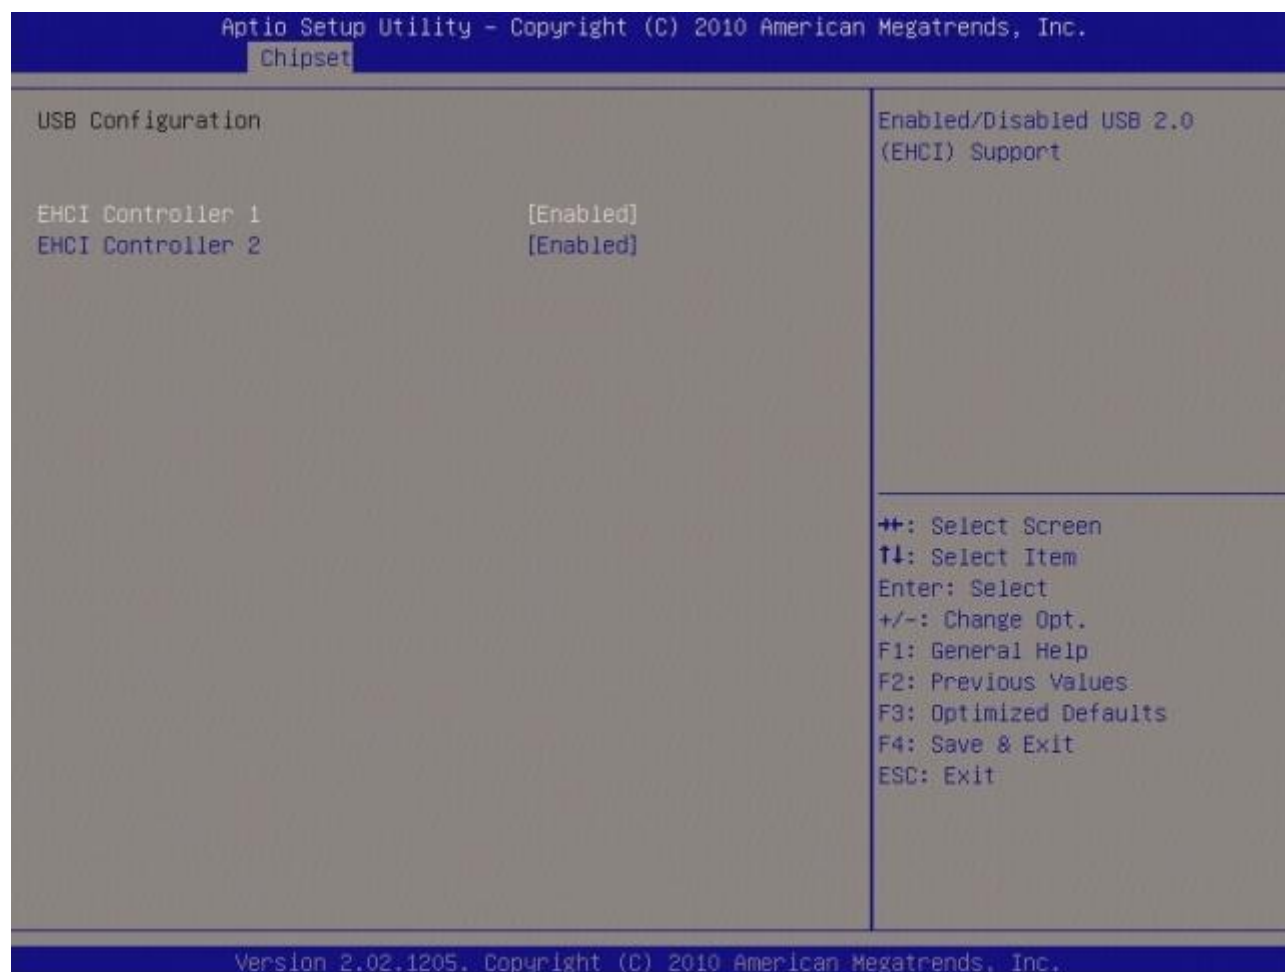 Aptio Setup Utility – Copyright (C) 2010 American Megatrends, Inc.
Chipset
USB Configuration
EHCI Controller 1 [Enabled]
EHCI Controller 2 [Enabled]
Enabled/Disabled USB 2.0
(EHCI) Support
→←: Select Screen
↑↓: Select Item
Enter: Select
+/-: Change Opt.
F1: General Help
F2: Previous Values
F3: Optimized Defaults
F4: Save & Exit
ESC: Exit
Version 2.02.1205. Copyright (C) 2010 American Megatrends, Inc.